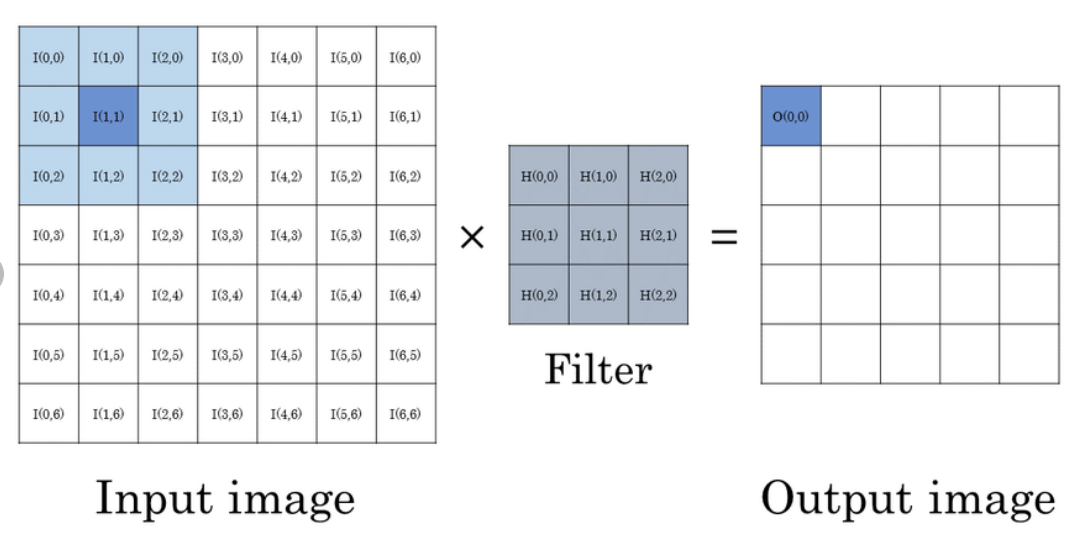 I(0,0) I(1,0) I(2,0) I(3,0) I(4,0) I(5,0) I(6,0)
I(0,1) I(1,1) I(2,1) I(3,1) I(4,1) I(5,1) I(6,1)
I(0,2) I(1,2) I(2,2) I(3,2) I(4,2) I(5,2) I(6,2)
I(0,3) I(1,3) I(2,3) I(3,3) I(4,3) I(5,3) I(6,3)
I(0,4) I(1,4) I(2,4) I(3,4) I(4,4) I(5,4) I(6,4)
I(0,5) I(1,5) I(2,5) I(3,5) I(4,5) I(5,5) I(6,5)
I(0,6) I(1,6) I(2,6) I(3,6) I(4,6) I(5,6) I(6,6)
Input image
×
H(0,0) H(1,0) H(2,0)
H(0,1) H(1,1) H(2,1)
H(0,2) H(1,2) H(2,2)
Filter
=
O(0,0)
Output image